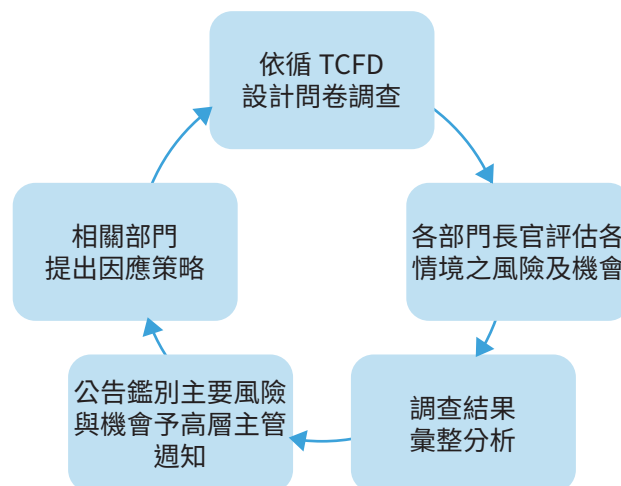 依循 TCFD
設計問卷調查
各部門長官評估各
情境之風險及機會
調查結果
彙整分析
公告鑑別主要風險
與機會予高層主管
週知
相關部門
提出因應策略